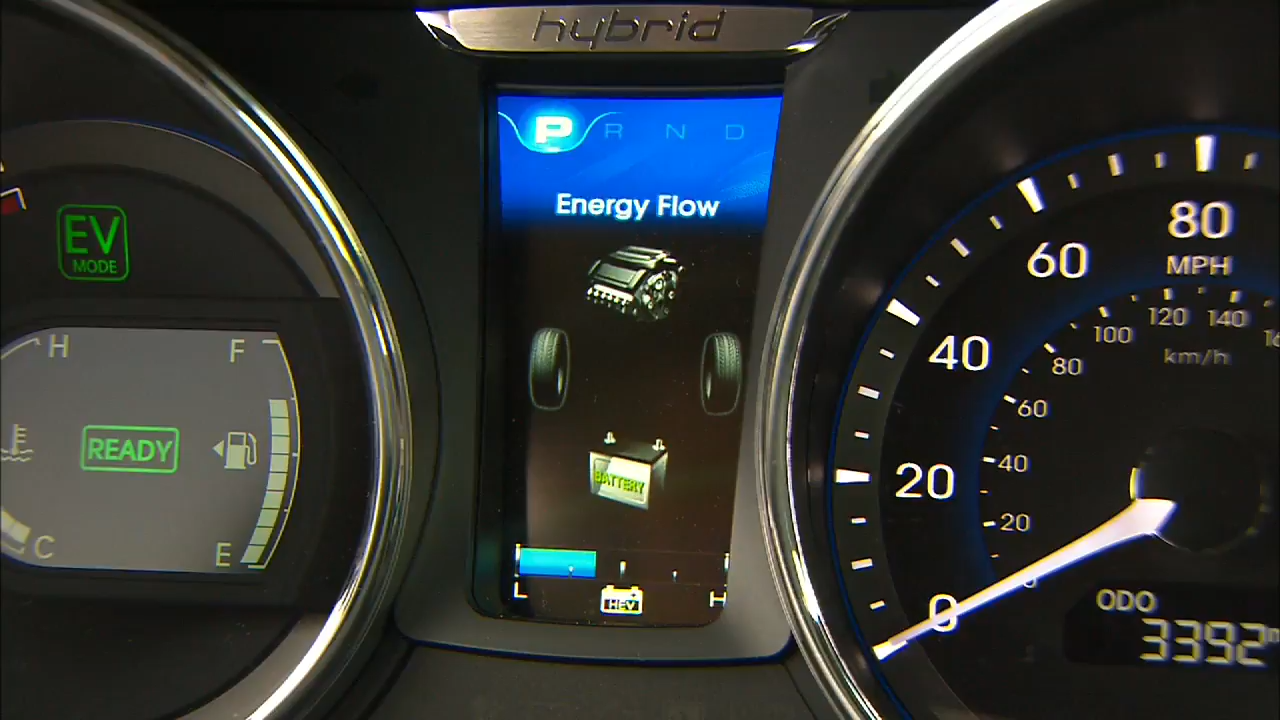 hybrid
P R N D
Energy Flow
BATTERY
L H
HEV
EV
MODE
H F
READY
C E
80
MPH
60
40
20
0
120 140
100
km/h
80
60
40
20
0
ODO
3392